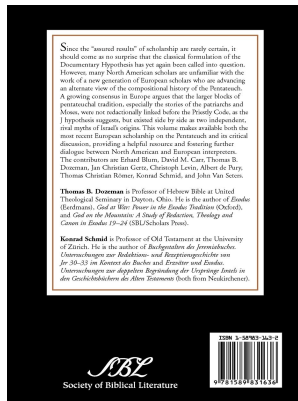 Since the "assured results" of scholarship are rarely certain, it
should come as no surprise that the classical formulation of the
Documentary Hypothesis has yet again been called into question.
However, many North American scholars are unfamiliar with the
work of a new generation of European scholars who are advancing
an alternate view of the compositional history of the Pentateuch.
A growing consensus in Europe argues that the larger blocks of
pentateuchal tradition, especially the stories of the patriarchs and
Moses, were not redactionally linked before the Priestly Code, as the
J hypothesis suggests, but existed side by side as two independent,
rival myths of Israel's origins. This volume makes available both the
most recent European scholarship on the Pentateuch and its critical
discussion, providing a helpful resource and fostering further
dialogue between North American and European interpreters.
The contributors are Erhard Blum, David M. Carr, Thomas B.
Dozeman, Jan Christian Gertz, Christoph Levin, Albert de Pury,
Thomas Christian Römer, Konrad Schmid, and John Van Seters.
Thomas B. Dozeman is Professor of Hebrew Bible at United
Theological Seminary in Dayton, Ohio. He is the author of Exodus
(Eerdmans), God at War: Power in the Exodus Tradition (Oxford),
and God on the Mountain: A Study of Redaction, Theology and
Canon in Exodus 19–24 (SBL/Scholars Press).
Konrad Schmid is Professor of Old Testament at the University
of Zürich. He is the author of Buchgestalten des Jeremiabuches.
Untersuchungen zur Redaktions- und Rezeptionsgeschichte von
Jer 30–33 im Kontext des Buches and Erzväter und Exodus.
Untersuchungen zur doppelten Begründung der Ursprünge Israels in
den Geschichtsbüchern des Alten Testaments (both from Neukirchener).
SBL
Society of Biblical Literature
ISBN 1-58983-163-2
9 781589 831636